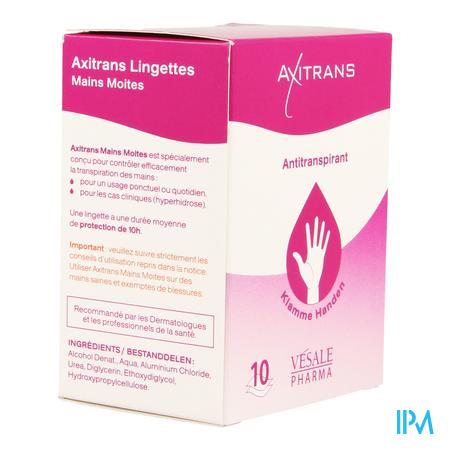 Axitrans Lingettes
Mains Moites
Axitrans Mains Moites est spécialement
conçu pour contrôler efficacement
la transpiration des mains :
pour un usage ponctuel ou quotidien.
pour les cas cliniques (hyperhidrose).
Une lingette a une durée moyenne
de protection de 10h.
Important : veuillez suivre strictement les
conseils d'utilisation repris dans la notice.
Utiliser Axitrans Mains Moites sur des
mains saines et exemptes de blessures.
Recommandé par les Dermatologues
et les professionnels de la santé.
INGRÉDIENTS/ BESTANDDELEN :
Alcohol Denat., Aqua, Aluminium Chloride,
Urea, Diglycerin, Ethoxydiglycol,
Hydroxypropylcellulose.
AXITRANS
Antitranspirant
Klamme Handen
10
VÉSALE
PHARMA
IPM